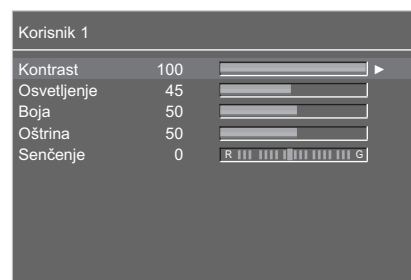 Korisnik 1
Kontrast 100
Osvetljenje 45
Boja 50
Oštrina 50
Senčenje 0 R G